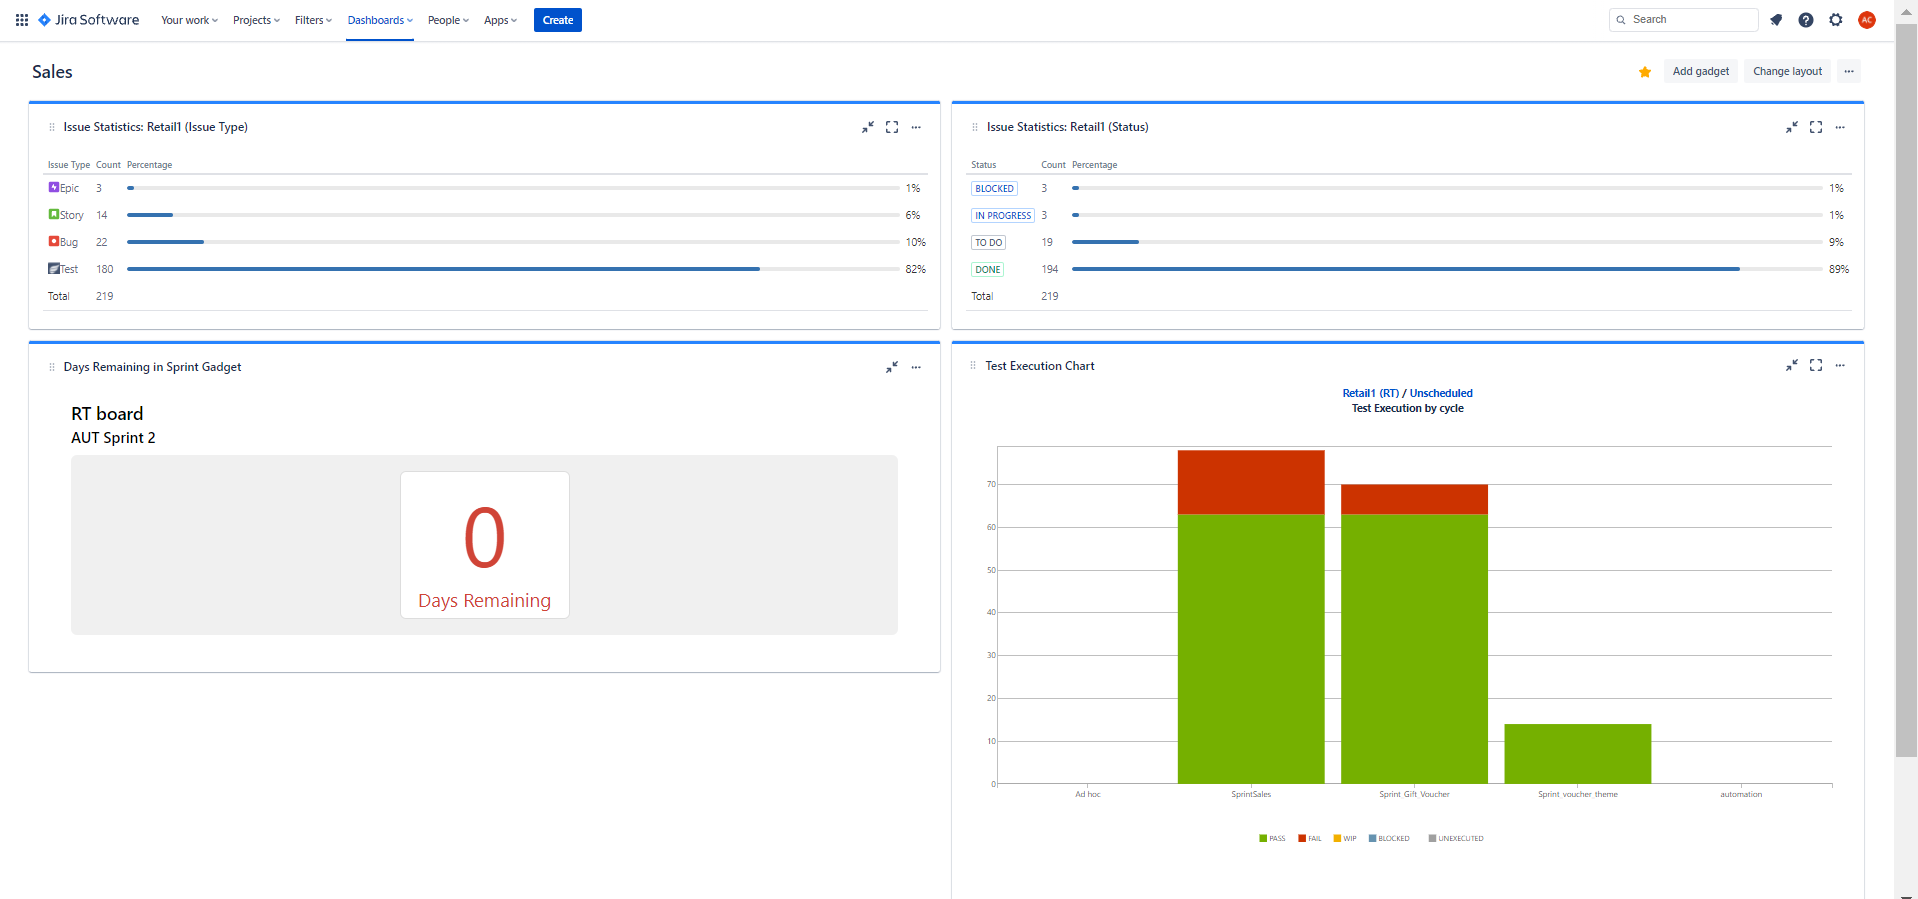 Jira Software Your work Projects Filters Dashboards People Apps Create Search AC
Sales Add gadget Change layout
Issue Statistics: Retail1 (Issue Type)
Issue Type Count Percentage
Epic 3 1%
Story 14 6%
Bug 22 10%
Test 180 82%
Total 219
Issue Statistics: Retail1 (Status)
Status Count Percentage
BLOCKED 3 1%
IN PROGRESS 3 1%
TO DO 19 9%
DONE 194 89%
Total 219
Days Remaining in Sprint Gadget
RT board
AUT Sprint 2
0
Days Remaining
Test Execution Chart
Retail1 (RT) / Unscheduled
Test Execution by cycle
70
60
50
40
30
20
10
0
Ad hoc SprintSales Sprint Gift Voucher Sprint voucher theme automation
PASS FAIL WIP BLOCKED UNEXECUTED